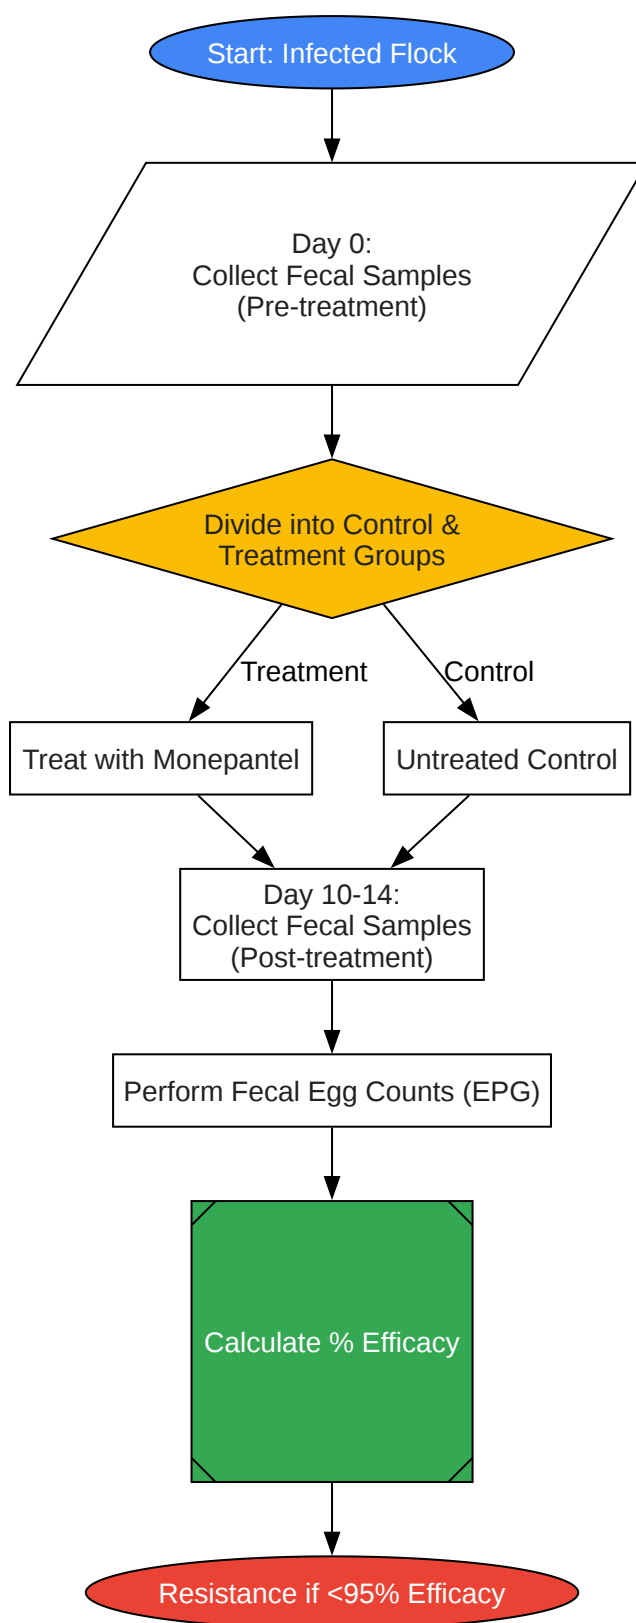 Start: Infected Flock
Day 0:
Collect Fecal Samples
(Pre-treatment)
Divide into Control &
Treatment Groups
Treatment
Control
Treat with Monepantel
Untreated Control
Day 10-14:
Collect Fecal Samples
(Post-treatment)
Perform Fecal Egg Counts (EPG)
Calculate % Efficacy
Resistance if <95% Efficacy